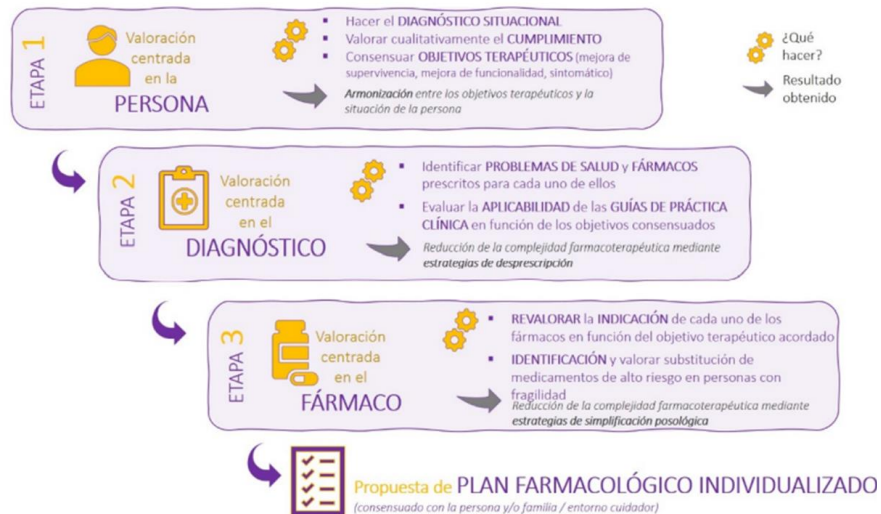 ETAPA 1
Valoración
centrada
en la
PERSONA
▪ Hacer el DIAGNÓSTICO SITUACIONAL
▪ Valorar cualitativamente el CUMPLIMIENTO
▪ Consensuar OBJETIVOS TERAPÉUTICOS (mejora de
supervivencia, mejora de funcionalidad, sintomático)
Armonización entre los objetivos terapéuticos y la
situación de la persona
¿Qué
hacer?
Resultado
obtenido
ETAPA 2
Valoración
centrada
en el
DIAGNÓSTICO
▪ Identificar PROBLEMAS DE SALUD y FÁRMACOS
prescritos para cada uno de ellos
▪ Evaluar la APLICABILIDAD de las GUÍAS DE PRÁCTICA
CLÍNICA en función de los objetivos consensuados
Reducción de la complejidad farmacoterapéutica mediante
estrategias de desprescripción
ETAPA 3
Valoración
centrada
en el
FÁRMACO
▪ REVALORAR la INDICACIÓN de cada uno de los
fármacos en función del objetivo terapéutico acordado
▪ IDENTIFICACIÓN y valorar substitución de
medicamentos de alto riesgo en personas con
fragilidad
Reducción de la complejidad farmacoterapéutica mediante
estrategias de simplificación posológica
Propuesta de PLAN FARMACOLÓGICO INDIVIDUALIZADO
(consensuado con la persona y/o familia / entorno cuidador)